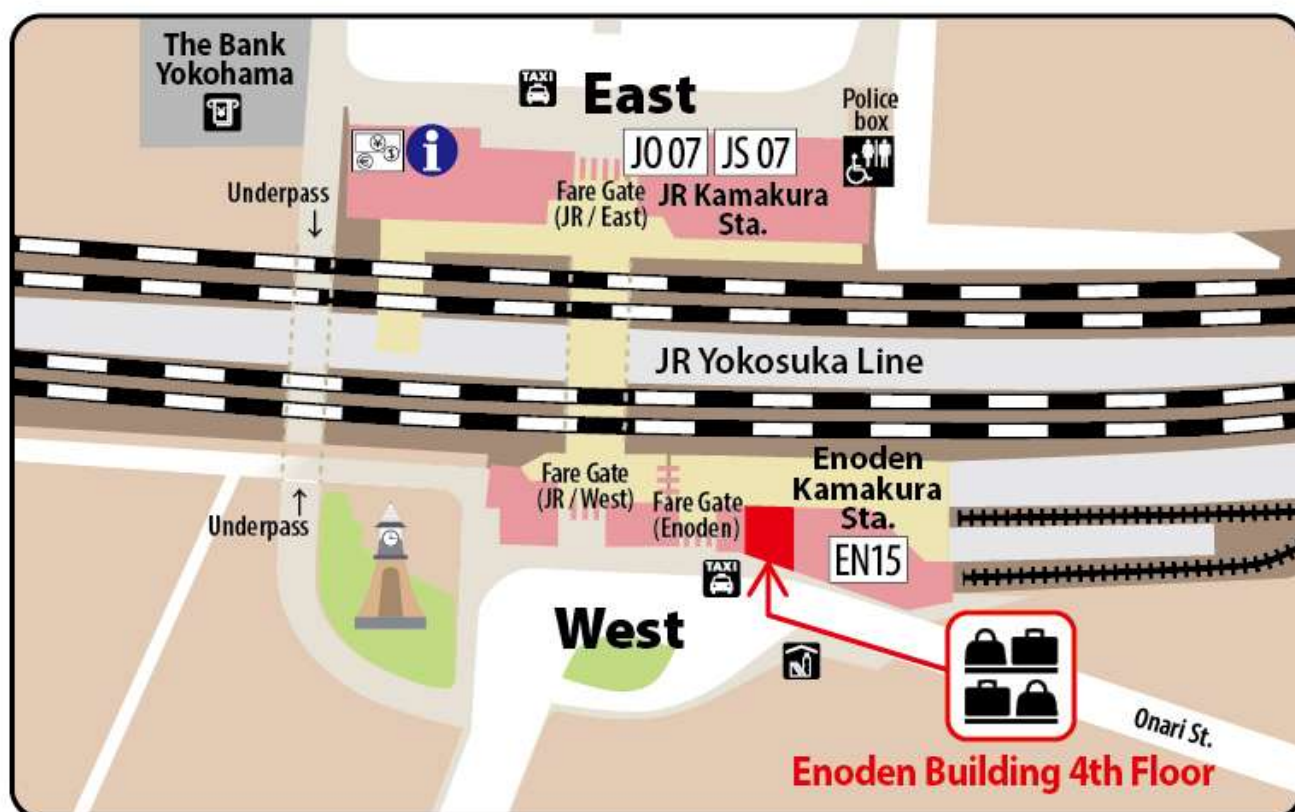 The Bank
Yokohama
TAXI
East
Police
box
JO 07
JS 07
i
Underpass
↓
Fare Gate
(JR / East)
JR Kamakura
Sta.
JR Yokosuka Line
Fare Gate
(JR / West)
Fare Gate
(Enoden)
Enoden
Kamakura
Sta.
EN15
↑
Underpass
TAXI
West
Onari St.
Enoden Building 4th Floor